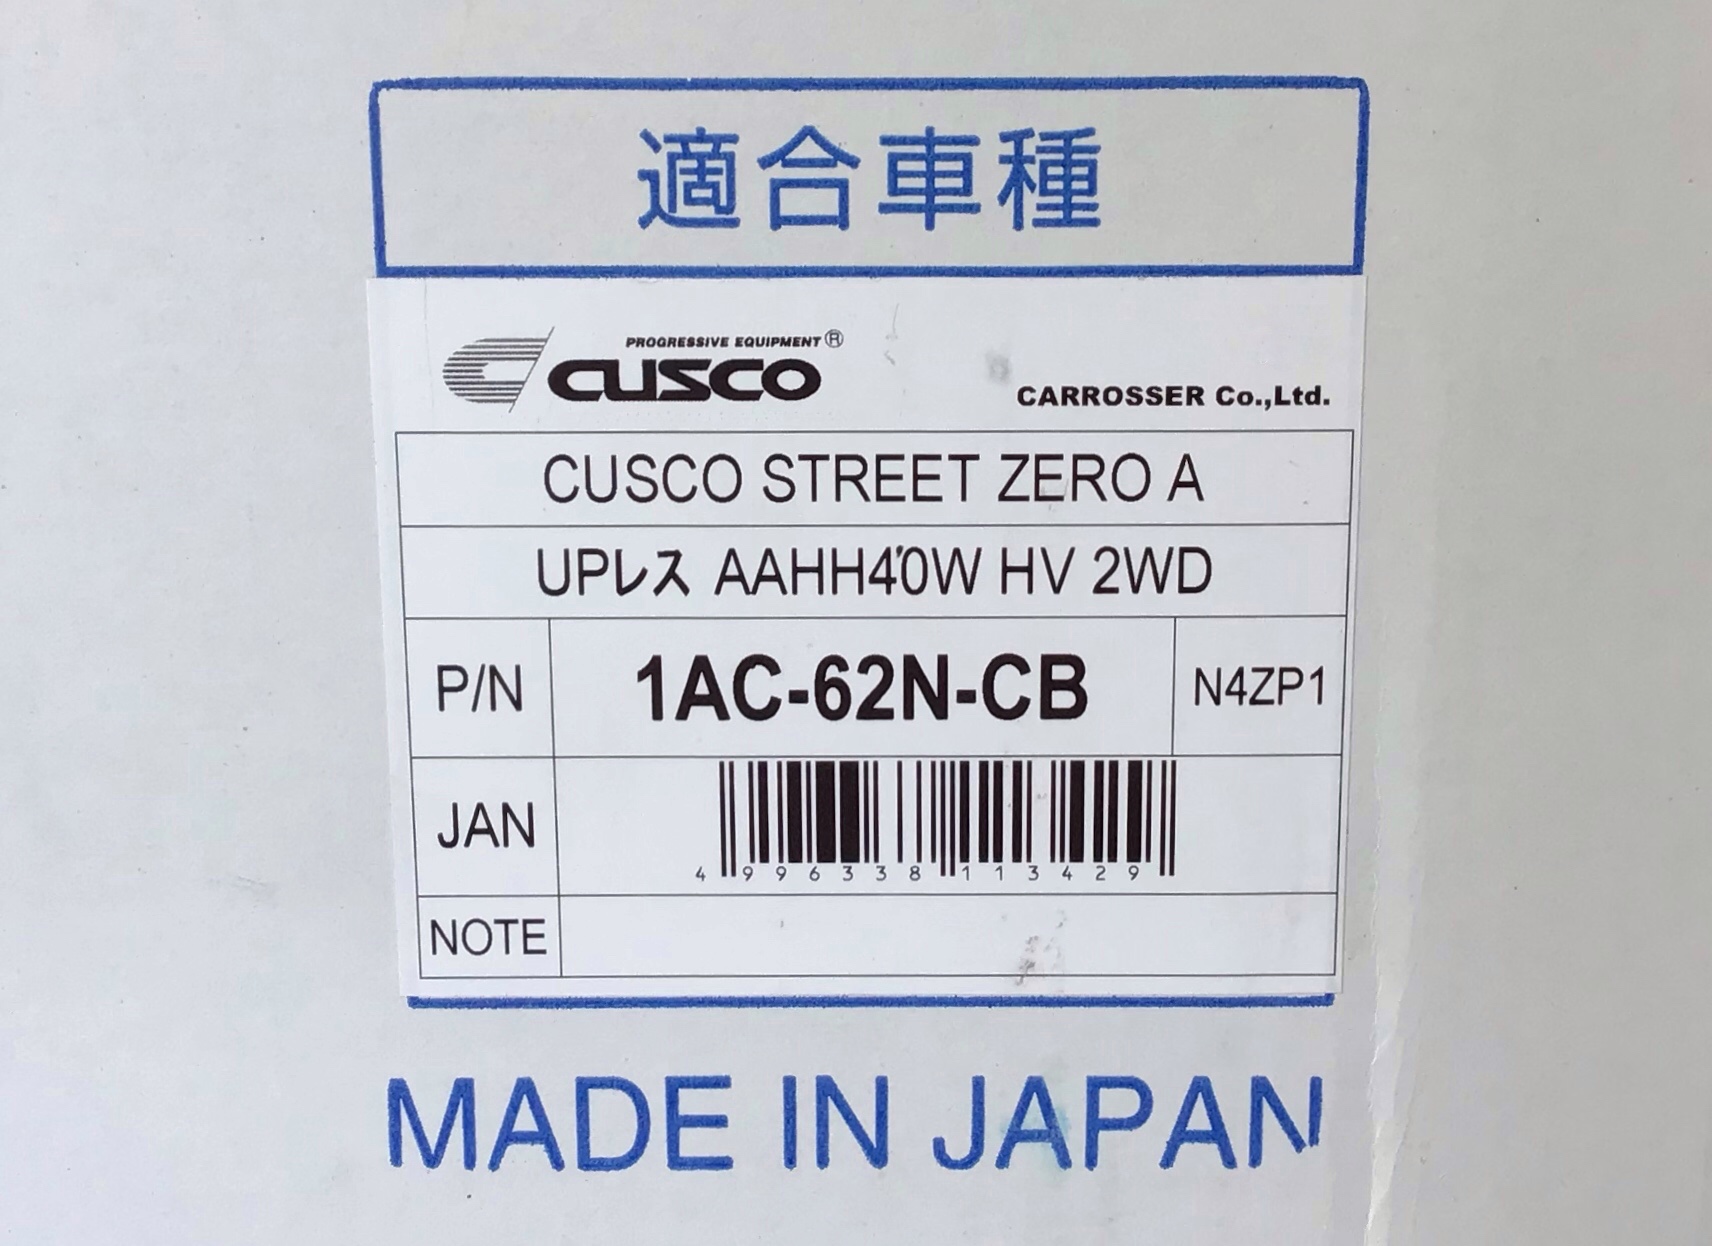 適合車種
PROGRESSIVE EQUIPMENT®
CUSCO
CARROSSER Co.,Ltd.
CUSCO STREET ZERO A
UPレス AAHH4'0W HV 2WD
P/N 1AC-62N-CB N4ZP1
JAN
4 996338 113429
NOTE
MADE IN JAPAN